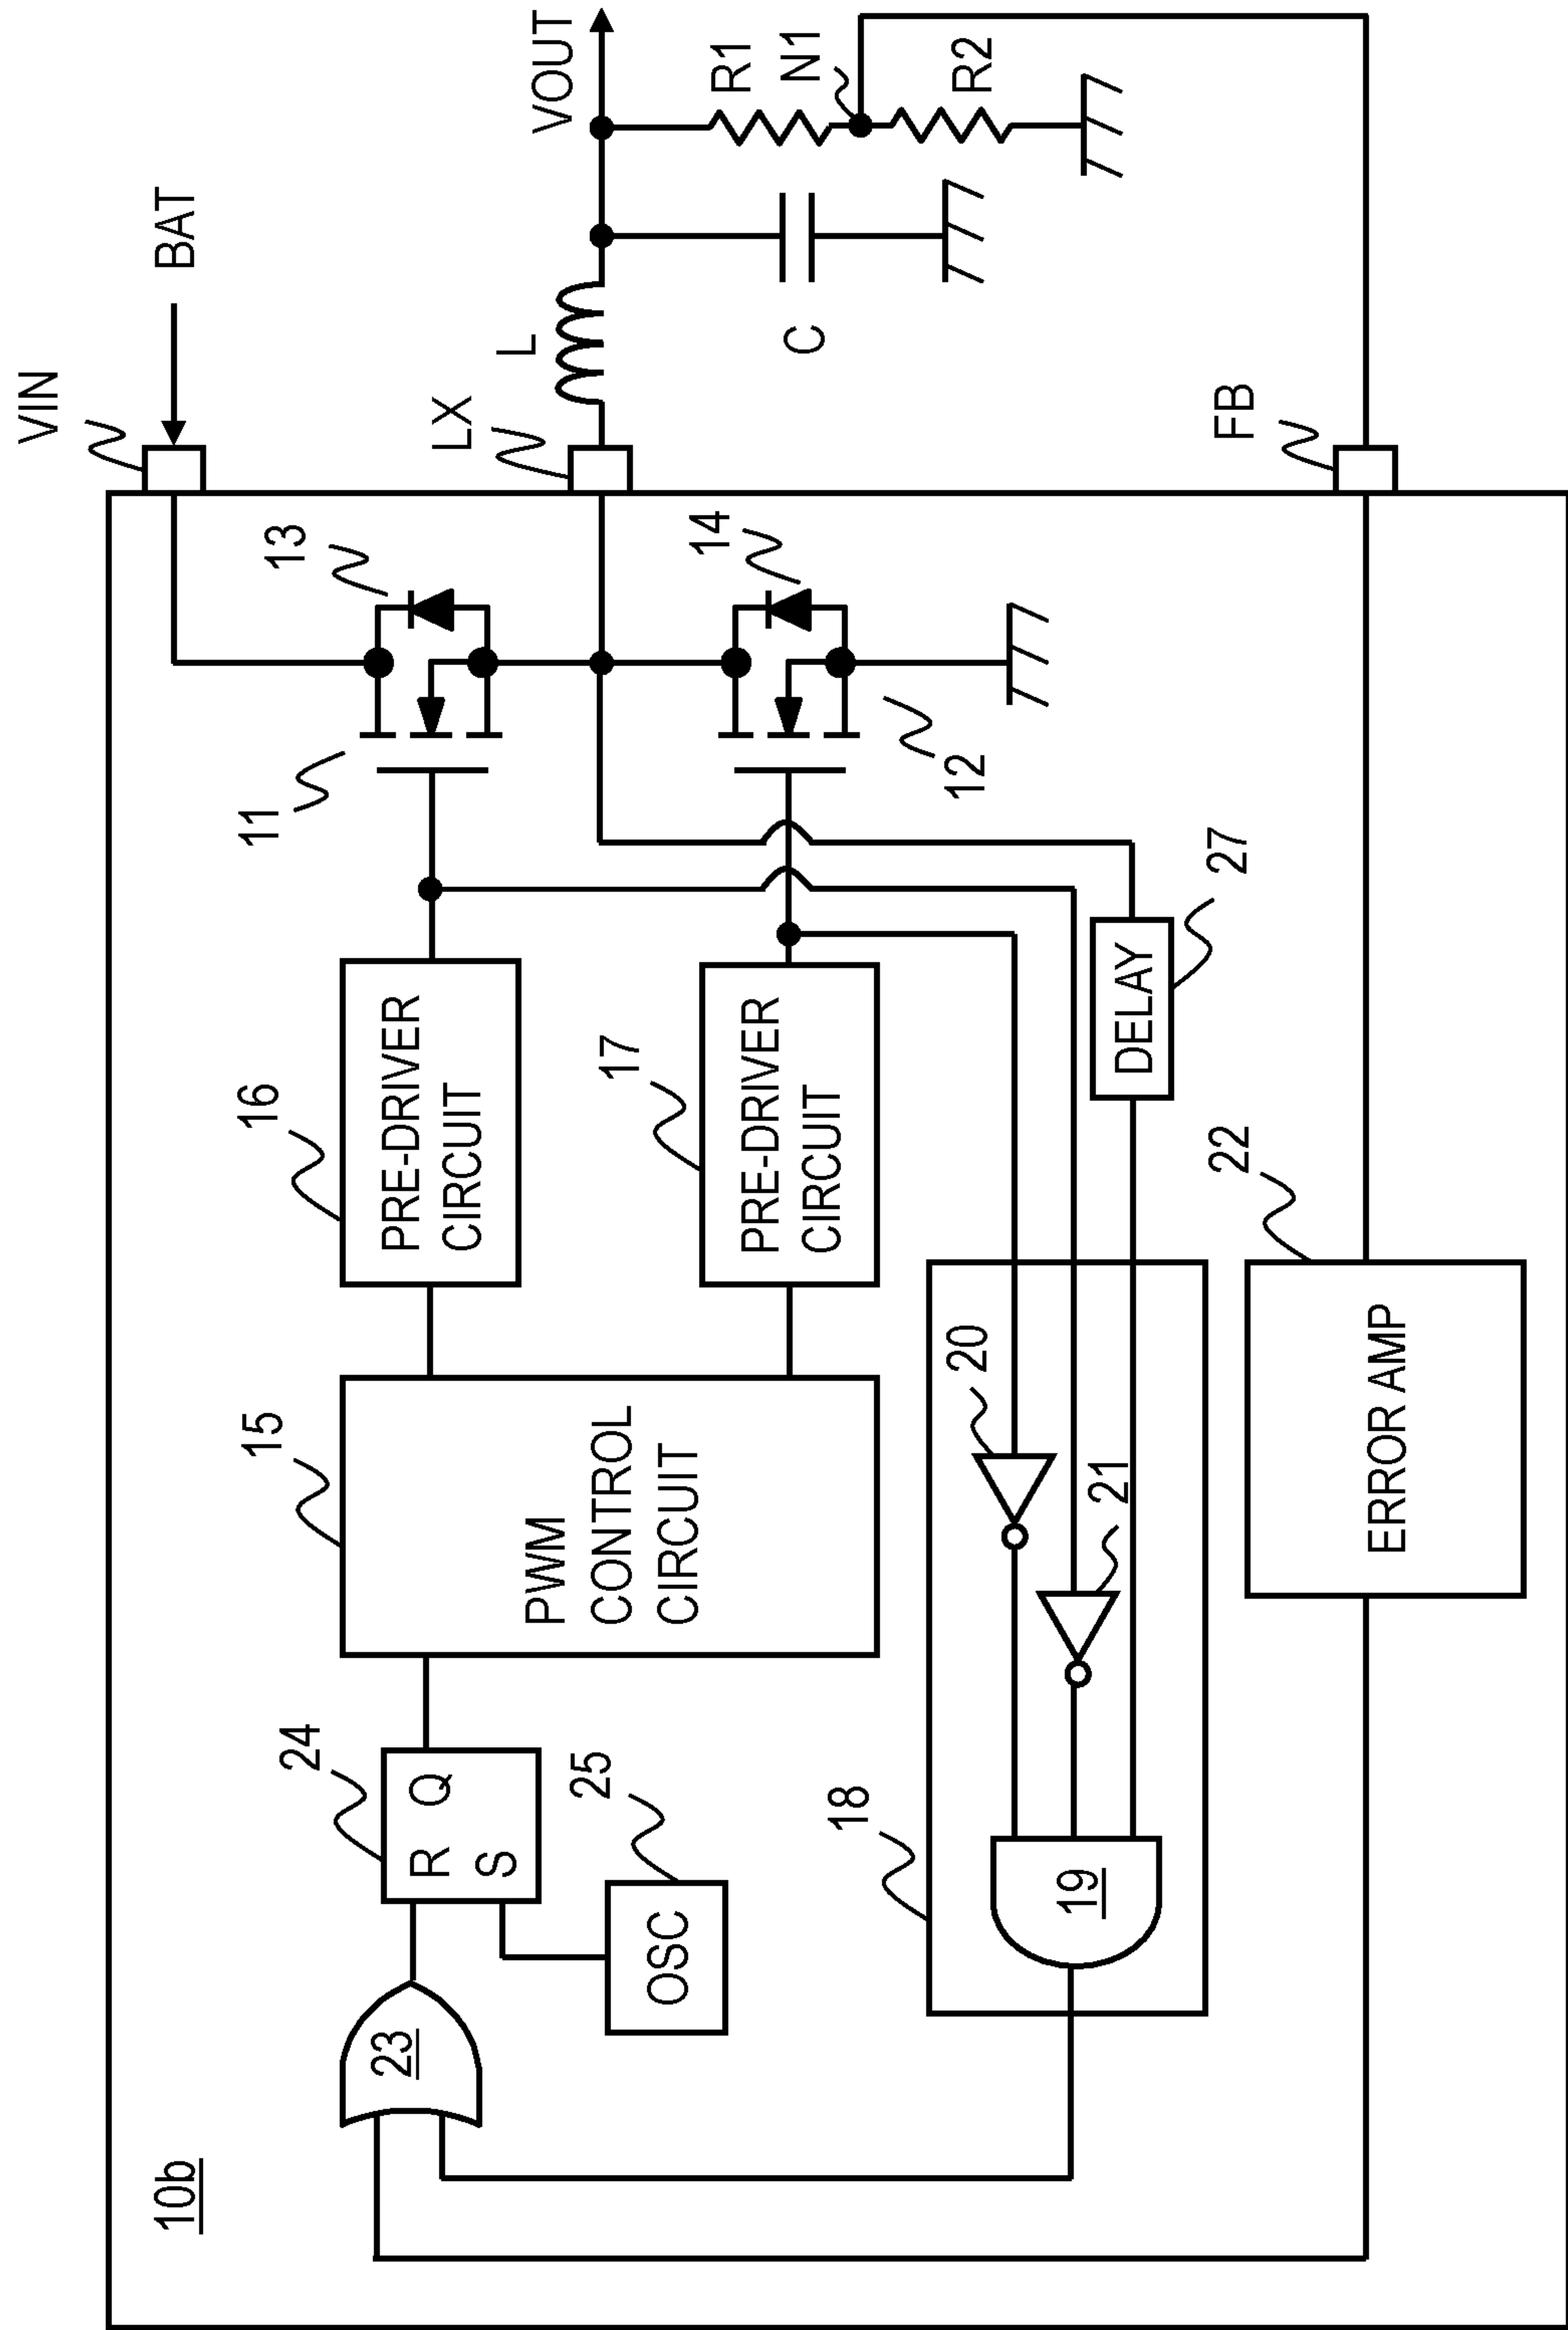 10b
23
24
R Q
S
25
OSC
15
PWM
CONTROL
CIRCUIT
16
PRE-DRIVER
CIRCUIT
17
PRE-DRIVER
CIRCUIT
11
13
12
14
VIN
BAT
LX
L
VOUT
C
R1
N1
R2
FB
18
19
20
21
DELAY
27
22
ERROR AMP